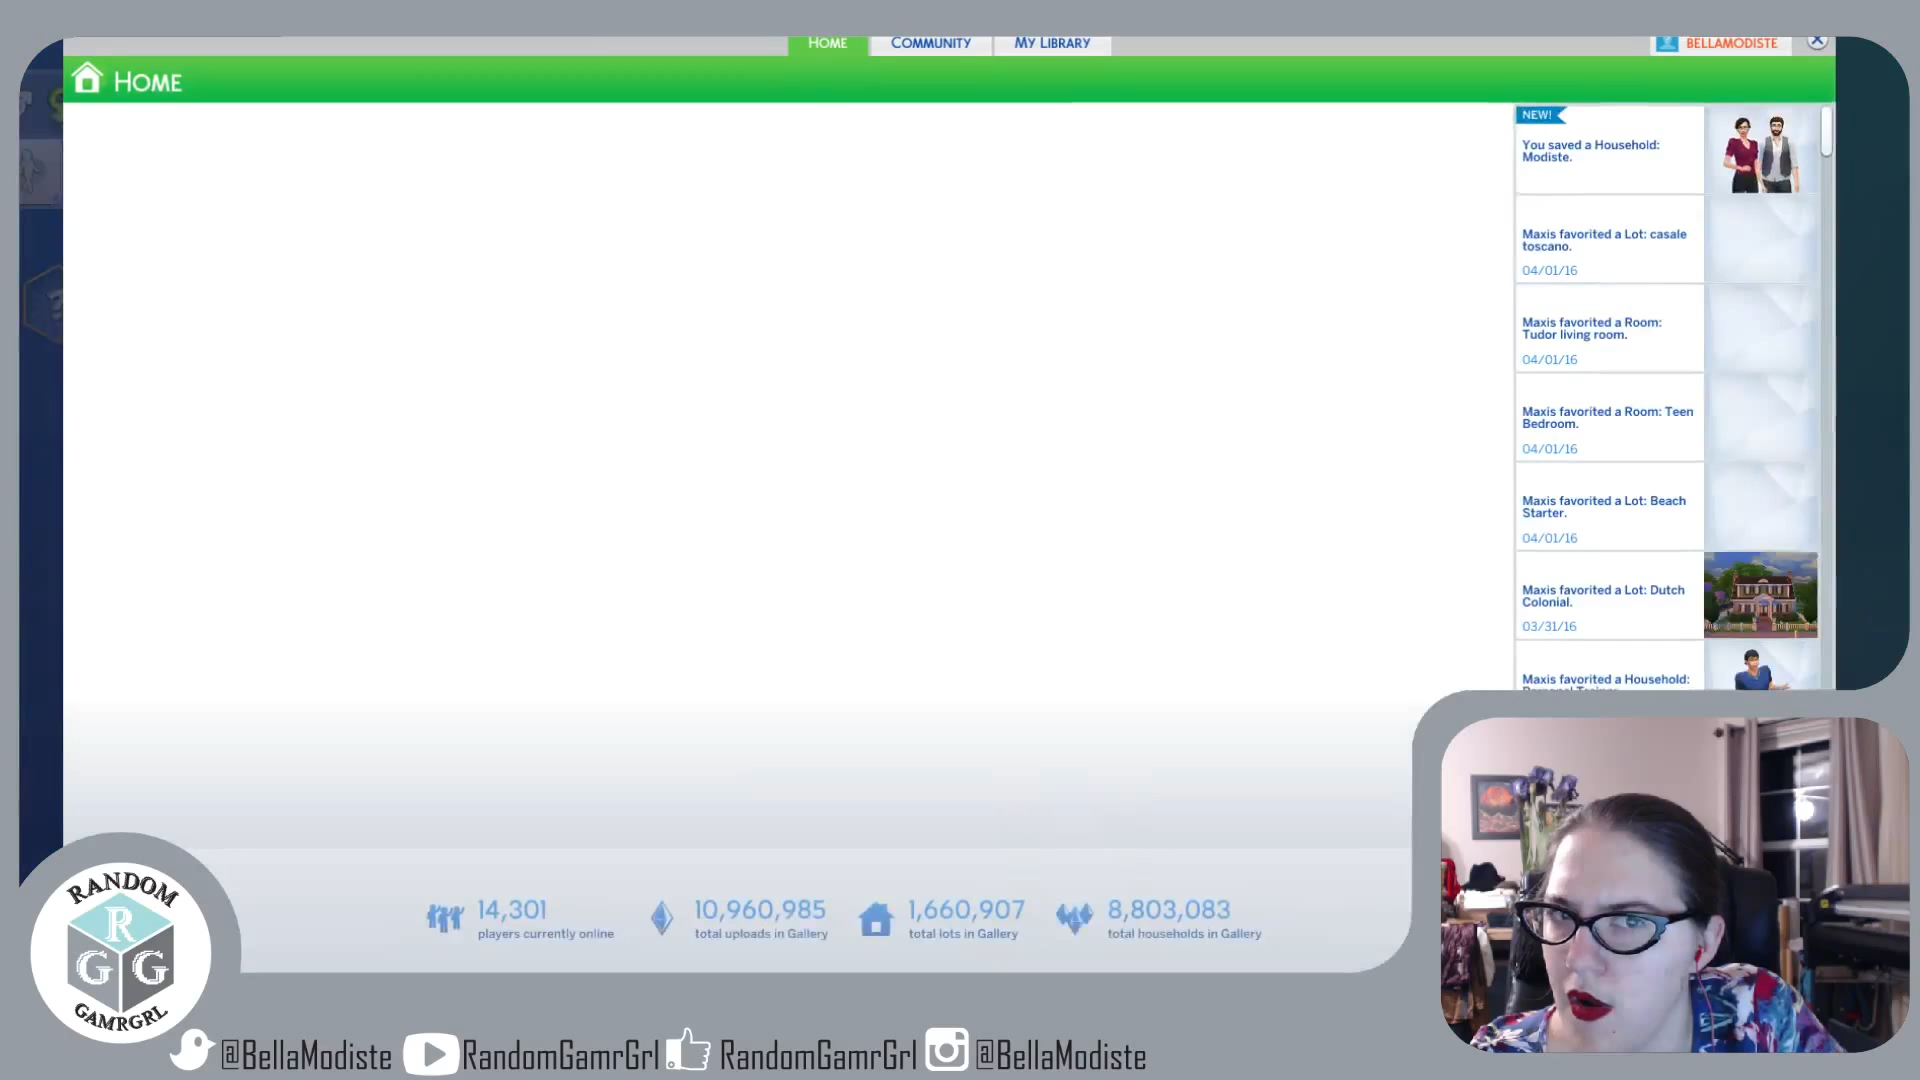 HOME
COMMUNITY
MY LIBRARY
BELLAMODISTE
HOME
NEW!
You saved a Household:
Modiste.
Maxis favorited a Lot: casale
toscano.
04/01/16
Maxis favorited a Room:
Tudor living room.
04/01/16
Maxis favorited a Room: Teen
Bedroom.
04/01/16
Maxis favorited a Lot: Beach
Starter.
04/01/16
Maxis favorited a Lot: Dutch
Colonial.
03/31/16
Maxis favorited a Household:
14,301
players currently online
10,960,985
total uploads in Gallery
1,660,907
total lots in Gallery
8,803,083
total households in Gallery
RANDOM
R
G G
GAMRGRL
@BellaModiste
RandomGamrGrl
RandomGamrGrl
@BellaModiste